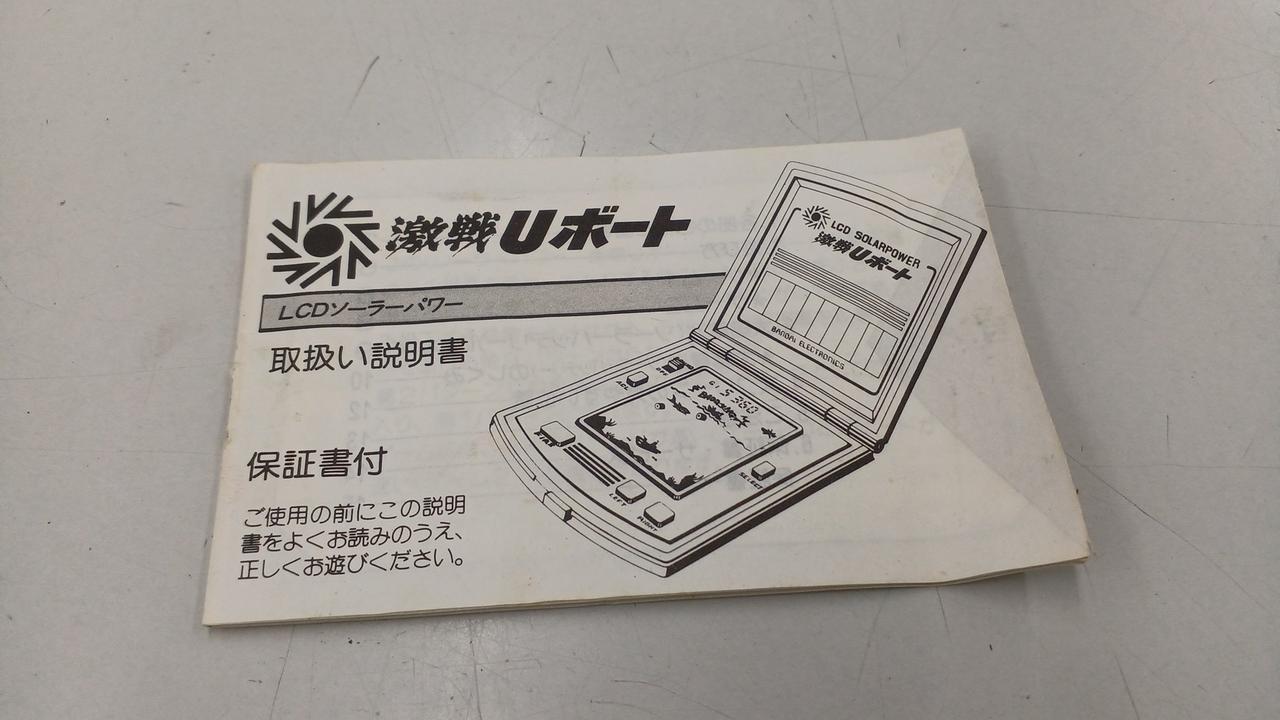 激戦Uボート
LCDソーラーパワー
取扱い説明書
保証書付
ご使用の前にこの説明
書をよくお読みのうえ、
正しくお遊びください。
LCD SOLARPOWER
激戦Uボート
BANDAI ELECTRONICS
ACL
SELECT
LEFT
RIGHT